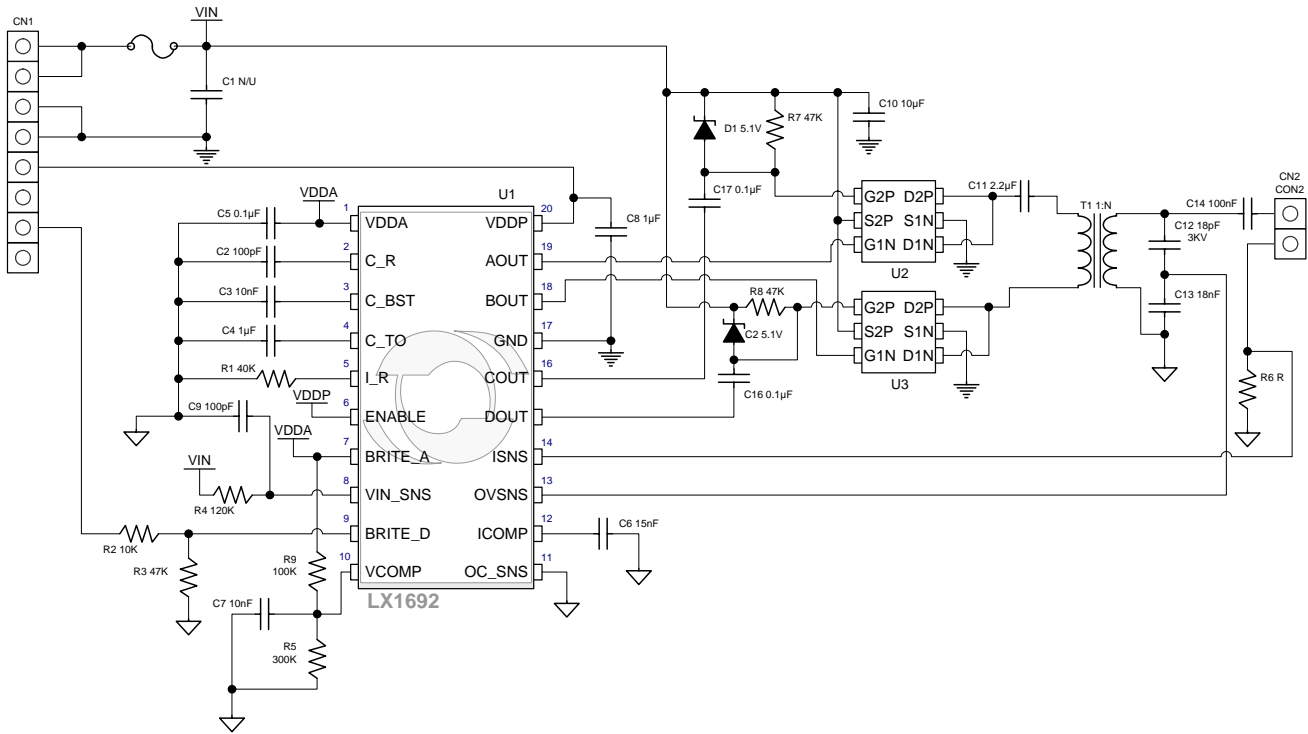 CN1
VIN
C1 N/U
C10 10µF
D1 5.1V
R7 47K
CN2
CON2
C17 0.1µF
C11 2.2µF
T1 1:N
C14 100nF
C12 18pF
3KV
C13 18nF
R6 R
G2P D2P
S2P S1N
G1N D1N
U2
R8 47K
C2 5.1V
C16 0.1µF
G2P D2P
S2P S1N
G1N D1N
U3
U1
VDDA
C5 0.1µF
C8 1µF
C2 100pF
C3 10nF
C4 1µF
R1 40K
VDDP
C9 100pF
VDDA
VIN
R4 120K
R2 10K
R3 47K
R9
100K
C7 10nF
R5
300K
C6 15nF
1 VDDA VDDP 20
2 C_R AOUT 19
3 C_BST BOUT 18
4 C_TO GND 17
5 I_R COUT 16
6 ENABLE DOUT
7 BRITE_A ISNS 14
8 VIN_SNS OVSNS 13
9 BRITE_D ICOMP 12
10 VCOMP OC_SNS 11
LX1692